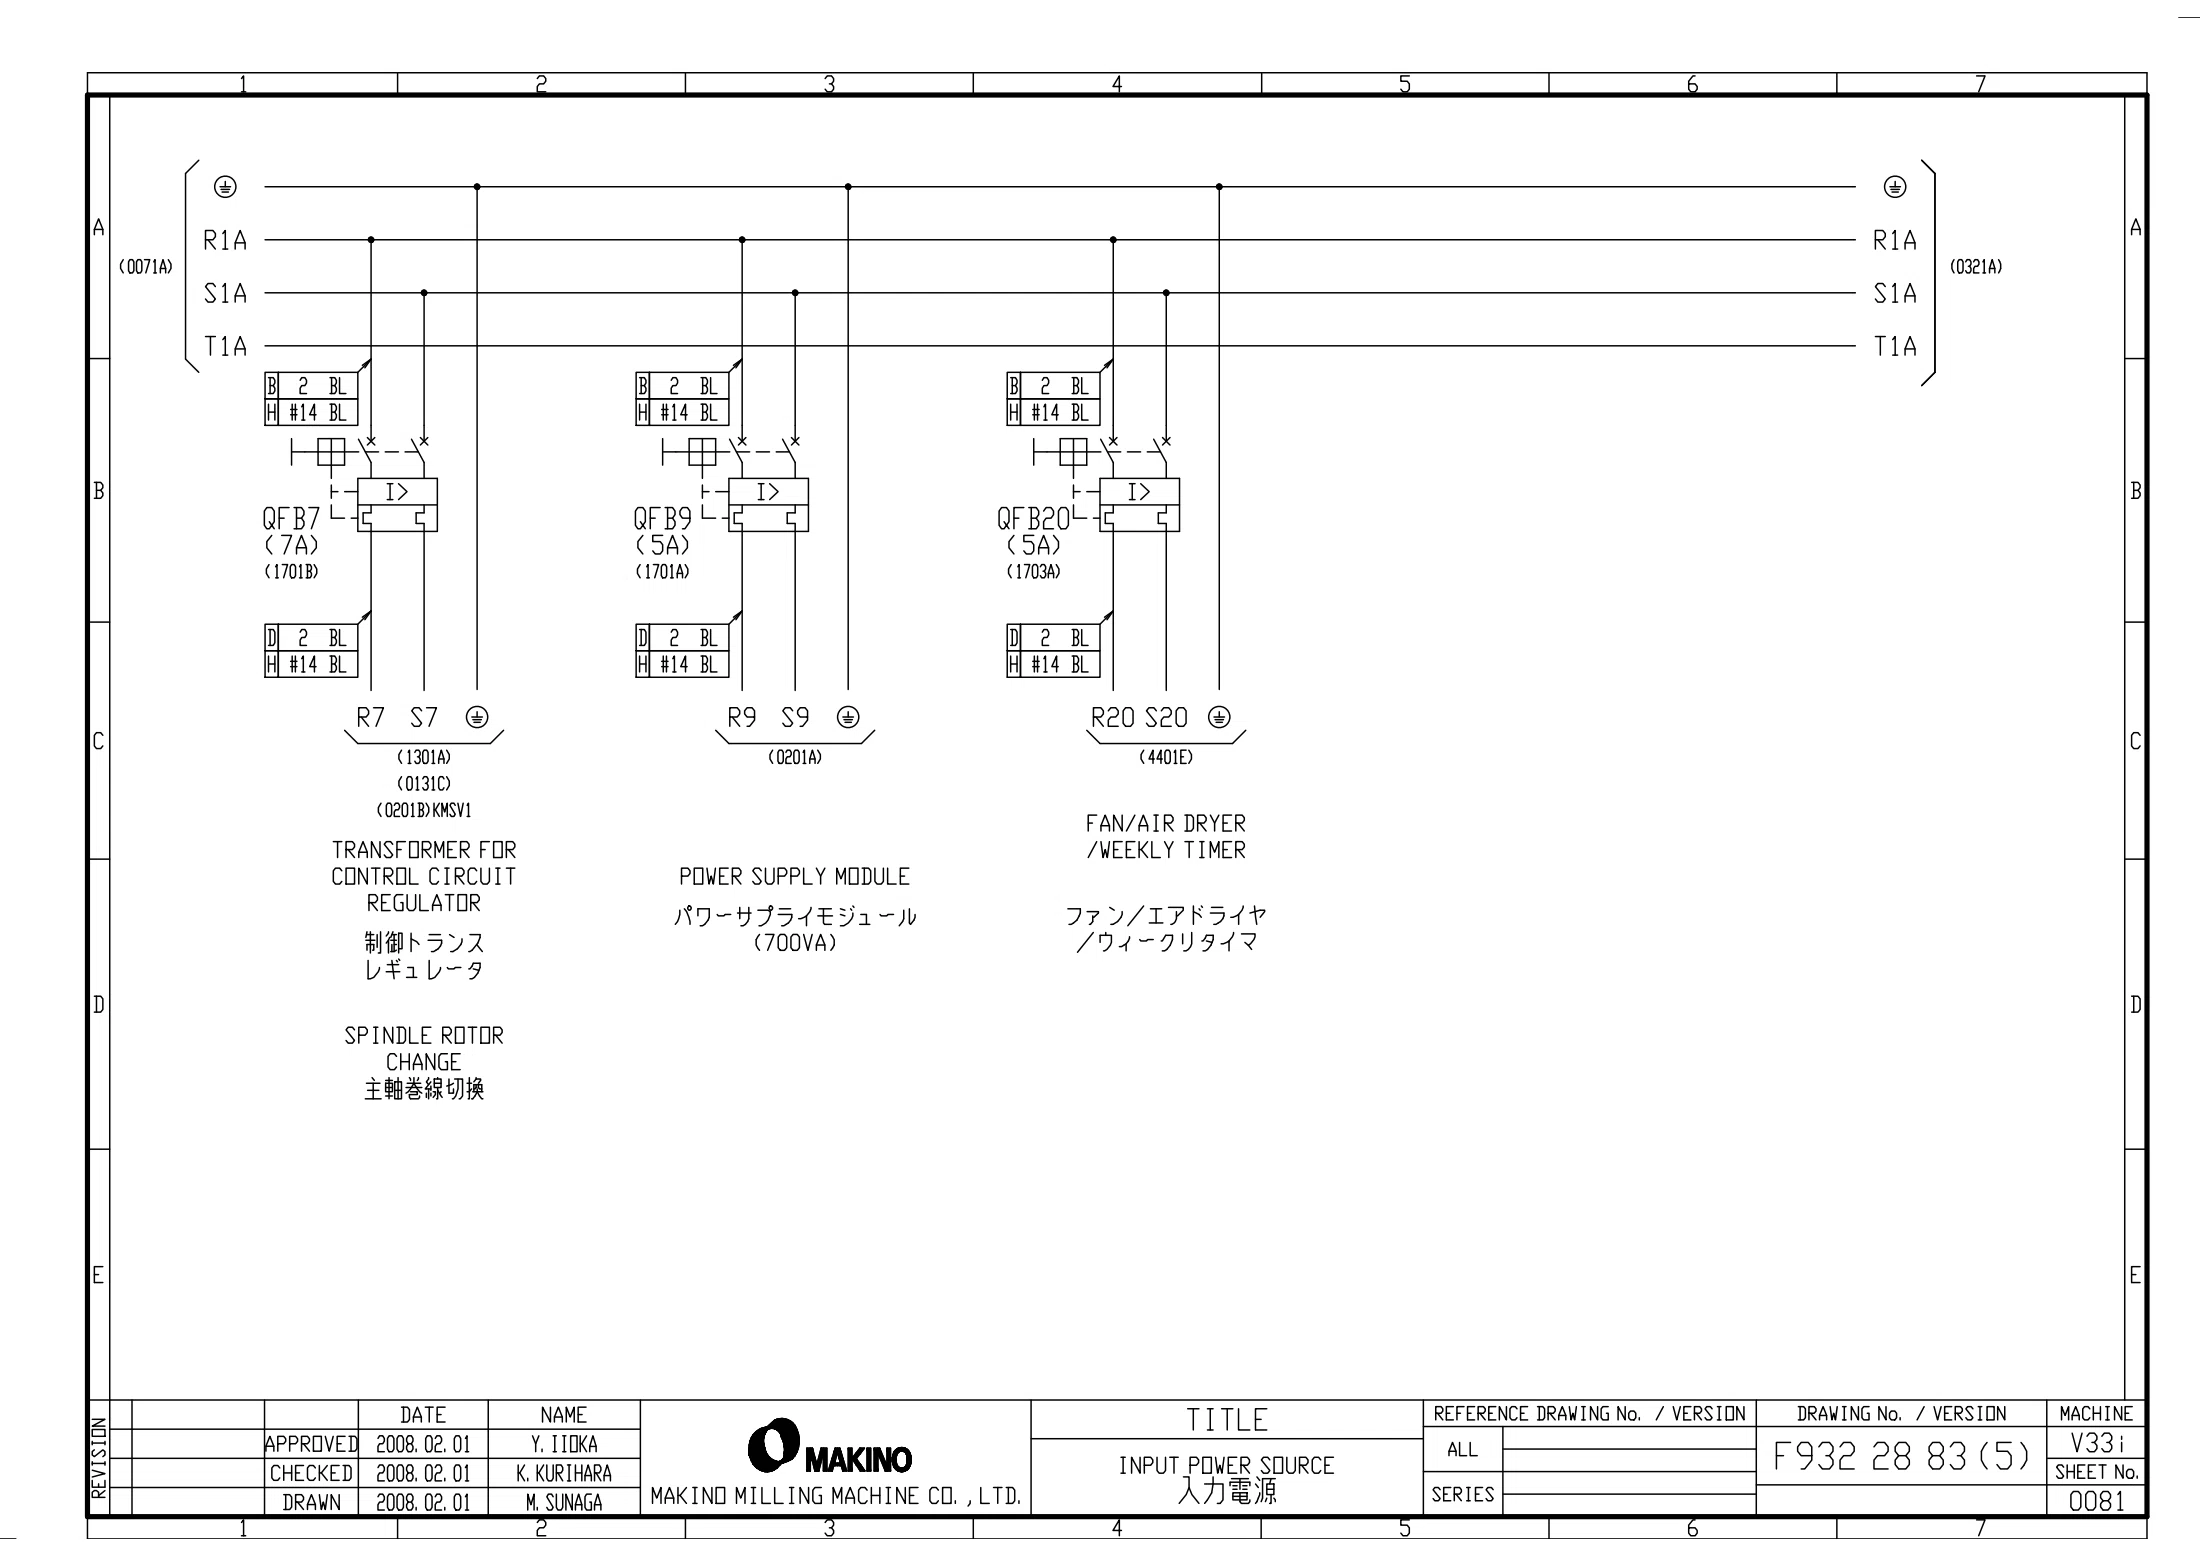 1 2 3 4 5 6 7
A A
R1A R1A
(0071A) (0321A)
S1A S1A
T1A T1A
B 2 BL B 2 BL B 2 BL
H #14 BL H #14 BL H #14 BL
B I> I> I> B
QFB7 QFB9 QFB20
(7A) (5A) (5A)
(1701B) (1701A) (1703A)
D 2 BL D 2 BL D 2 BL
H #14 BL H #14 BL H #14 BL
R7 S7 R9 S9 R20 S20
C C
(1301A) (0201A) (4401E)
(0131C)
(0201B)KMSV1
TRANSFORMER FOR
CONTROL CIRCUIT
REGULATOR
制御トランス
レギュレータ
SPINDLE ROTOR
CHANGE
主軸巻線切換
POWER SUPPLY MODULE
パワーサプライモジュール
(700VA)
FAN/AIR DRYER
/WEEKLY TIMER
ファン/エアドライヤ
/ウィークリタイマ
D D
E E
REVISION
DATE NAME
APPROVED 2008.02.01 Y. IIOKA
CHECKED 2008.02.01 K. KURIHARA
DRAWN 2008.02.01 M. SUNAGA
MAKINO
MAKINO MILLING MACHINE CO.,LTD.
TITLE
INPUT POWER SOURCE
入力電源
REFERENCE DRAWING No. / VERSION
ALL
SERIES
DRAWING No. / VERSION
F932 28 83(5)
MACHINE
V33i
SHEET No.
0081
1 2 3 4 5 6 7